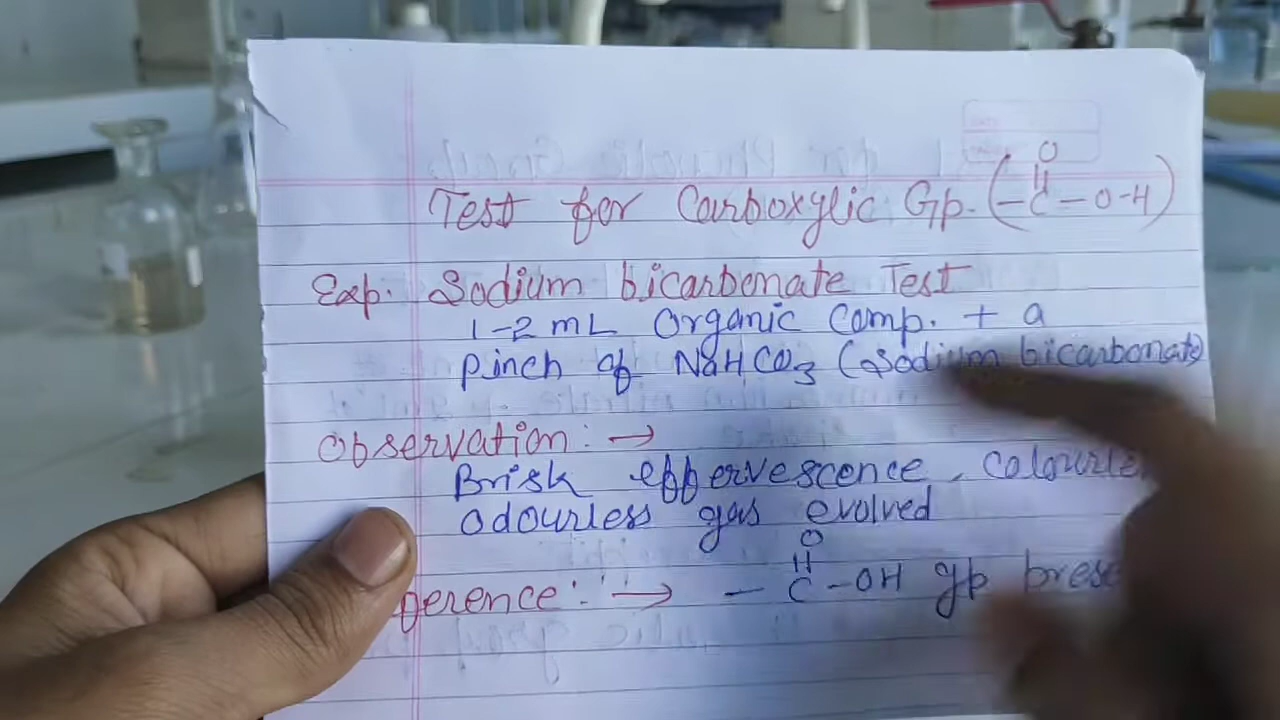 Test for Carboxylic Gp. (-C-O-H)
O
||
Exp. Sodium bicarbonate Test
1-2 mL Organic Comp. + a
Pinch of NaHCO3 (Sodium bicarbonate)
Observation: →
Brisk effervescence, colourle
odourless gas evolved
O
||
ference: → -C-OH gp prese